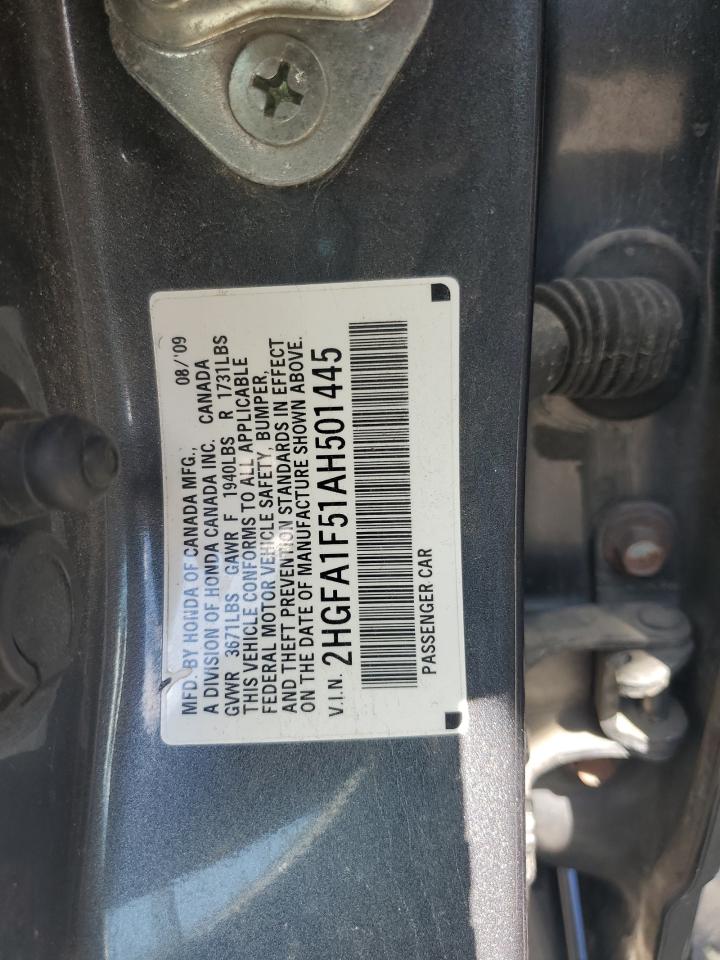 MFD. BY HONDA OF CANADA MFG., 08/'09
A DIVISION OF HONDA CANADA INC. CANADA
GVWR 3671LBS GAWR F 1940LBS R 1731LBS
THIS VEHICLE CONFORMS TO ALL APPLICABLE
FEDERAL MOTOR VEHICLE SAFETY, BUMPER,
AND THEFT PREVENTION STANDARDS IN EFFECT
ON THE DATE OF MANUFACTURE SHOWN ABOVE.
V.I.N. 2HGFA1F51AH501445
PASSENGER CAR